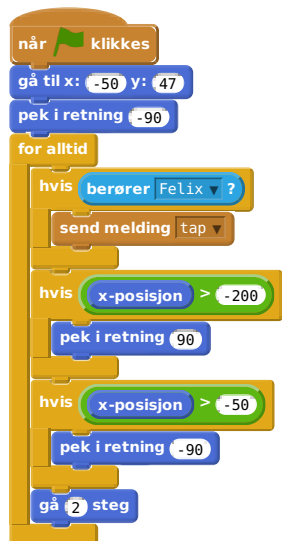 når klikkes
gå til x: -50 y: 47
pek i retning -90
for alltid
hvis berører Felix ?
send melding tap
hvis x-posisjon > -200
pek i retning 90
hvis x-posisjon > -50
pek i retning -90
gå 2 steg